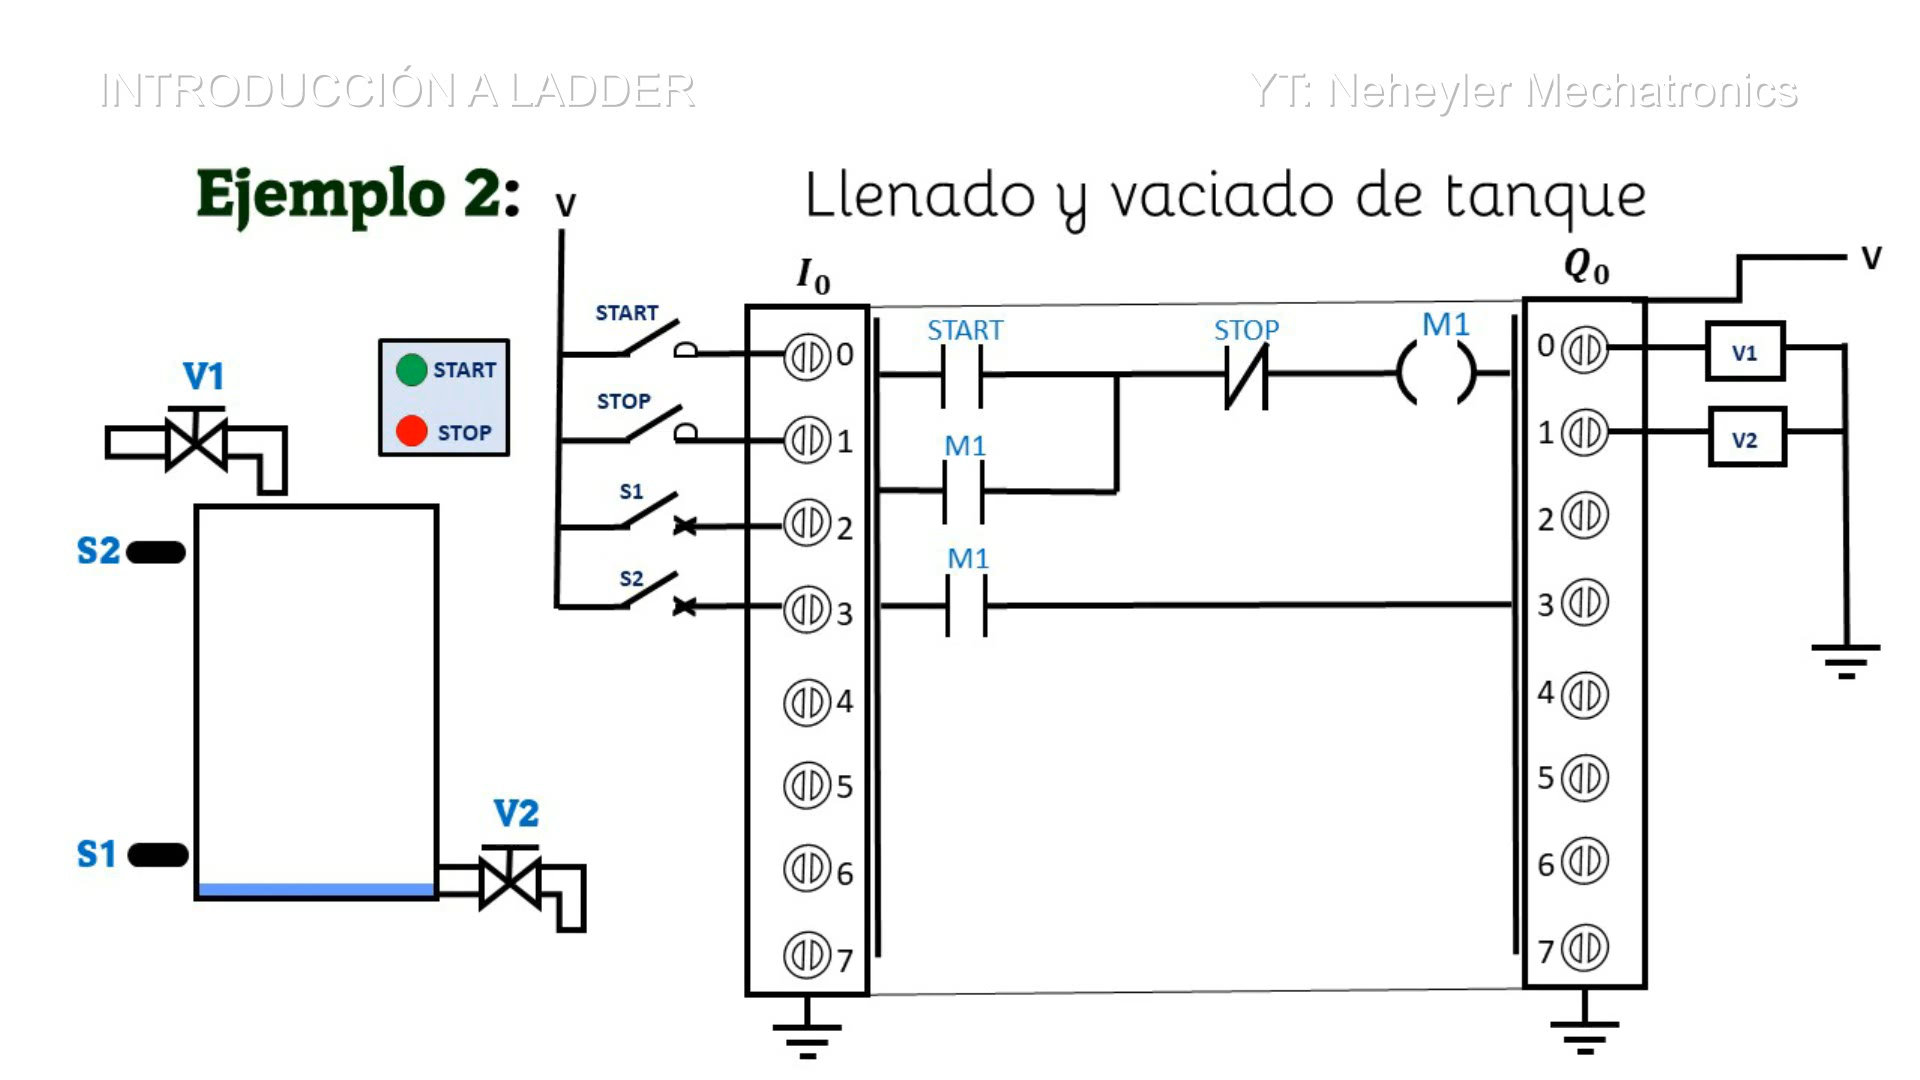 INTRODUCCIÓN A LADDER
YT: Neheyler Mechatronics
Ejemplo 2:
Llenado y vaciado de tanque
V
I0
Q0
V
START
STOP
S1
S2
START
STOP
V1
S2
S1
V2
0
1
2
3
4
5
6
7
START
STOP
M1
M1
M1
0
1
2
3
4
5
6
7
V1
V2